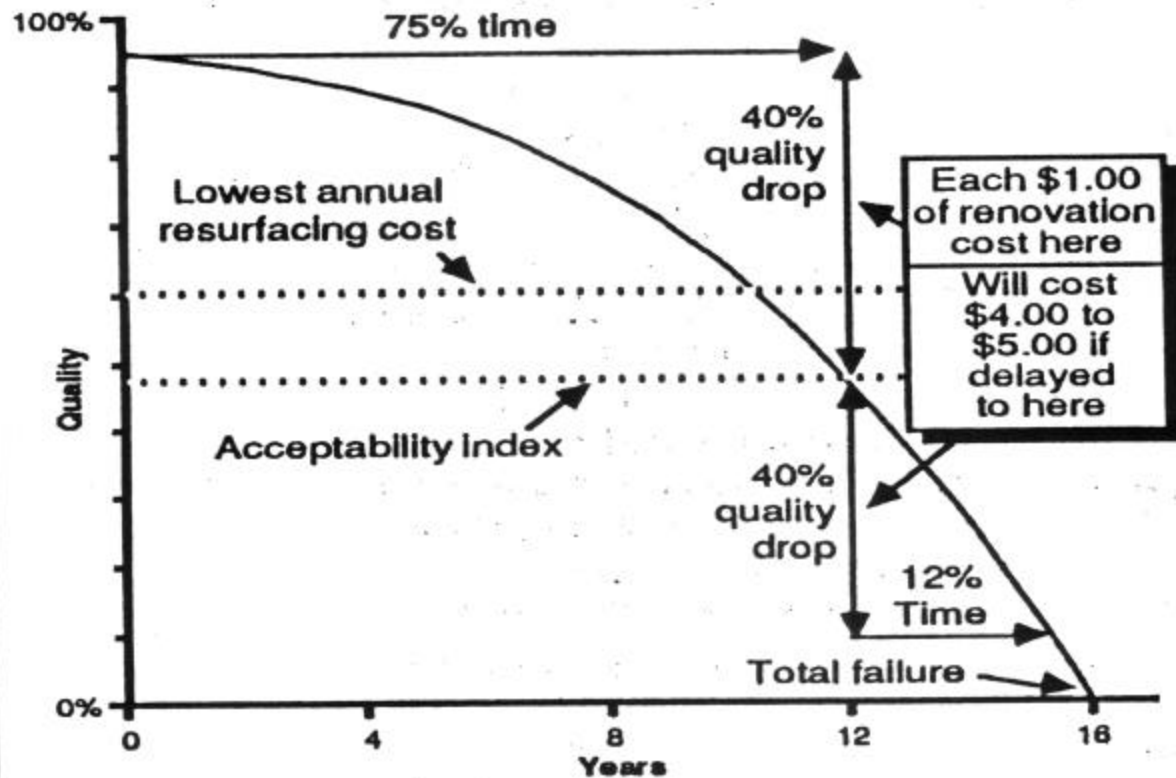 100%
75% time
40%
quality
drop
Each $1.00
of renovation
cost here
Will cost
$4.00 to
$5.00 if
delayed
to here
Lowest annual
resurfacing cost
Quality
Acceptability index
40%
quality
drop
12%
Time
Total failure
0%
0
4
8
12
16
Years